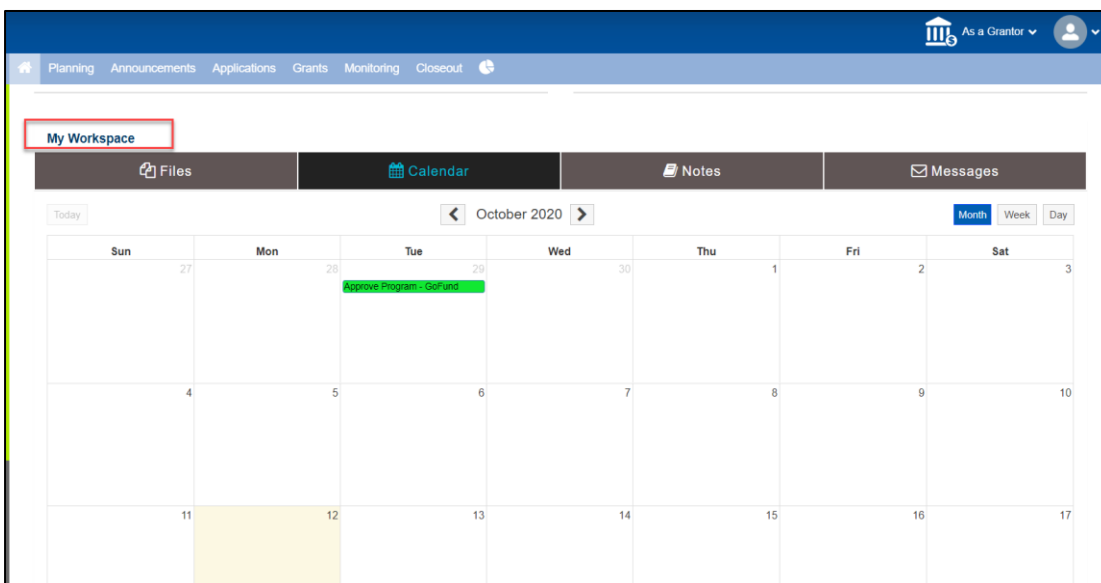 As a Grantor
Planning Announcements Applications Grants Monitoring Closeout
My Workspace
Files Calendar Notes Messages
Today October 2020 Month Week Day
Sun Mon Tue Wed Thu Fri Sat
27 28 29 30 1 2 3
Approve Program - GoFund
4 5 6 7 8 9 10
11 12 13 14 15 16 17